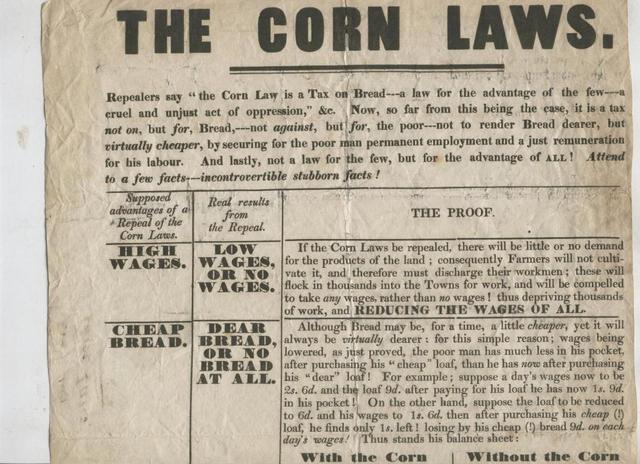 THE CORN LAWS.
Repealers say "the Corn Law is a Tax on Bread---a law for the advantage of the few---a
cruel and unjust act of oppression," &c. Now, so far from this being the case, it is a tax
not on, but for, Bread,---not against, but for, the poor---not to render Bread dearer, but
virtually cheaper, by securing for the poor man permanent employment and a just remuneration
for his labour. And lastly, not a law for the few, but for the advantage of ALL! Attend
to a few facts---incontrovertible stubborn facts!
Supposed
advantages of a
Repeal of the
Corn Laws.
Real results
from
the Repeal.
THE PROOF.
HIGH
WAGES.
LOW
WAGES,
OR NO
WAGES.
If the Corn Laws be repealed, there will be little or no demand
for the products of the land; consequently Farmers will not culti-
vate it, and therefore must discharge their workmen; these will
flock in thousands into the Towns for work, and will be compelled
to take any wages, rather than no wages! thus depriving thousands
of work, and REDUCING THE WAGES OF ALL.
CHEAP
BREAD.
DEAR
BREAD,
OR NO
BREAD
AT ALL.
Although Bread may be, for a time, a little cheaper, yet it will
always be virtually dearer: for this simple reason; wages being
lowered, as just proved, the poor man has much less in his pocket,
after purchasing his "cheap" loaf, than he has now after purchasing
his "dear" loaf! For example; suppose a day's wages now to be
2s. 6d. and the loaf 9d. after paying for his loaf he has now 1s. 9d.
in his pocket! On the other hand, suppose the loaf to be reduced
to 6d. and his wages to 1s. 6d. then after purchasing his cheap (!)
loaf, he finds only 1s. left! losing by his cheap (!) bread 9d. on each
day's wages! Thus stands his balance sheet:
With the Corn
Without the Corn